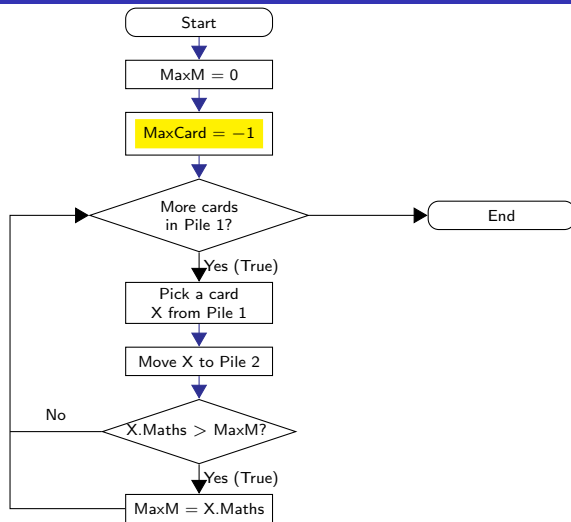 Start
MaxM = 0
MaxCard = −1
More cards
in Pile 1?
End
Yes (True)
Pick a card
X from Pile 1
Move X to Pile 2
No
X.Maths > MaxM?
Yes (True)
MaxM = X.Maths